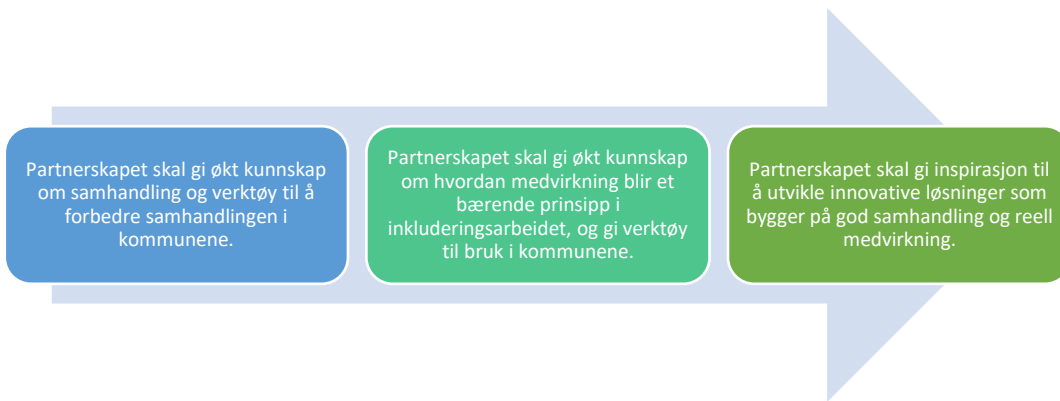 Partnerskapet skal gi økt kunnskap
om samhandling og verktøy til å
forbedre samhandlingen i
kommunene.
Partnerskapet skal gi økt kunnskap
om hvordan medvirkning blir et
bærende prinsipp i
inkluderingsarbeidet, og gi verktøy
til bruk i kommunene.
Partnerskapet skal gi inspirasjon til
å utvikle innovative løsninger som
bygger på god samhandling og reell
medvirkning.